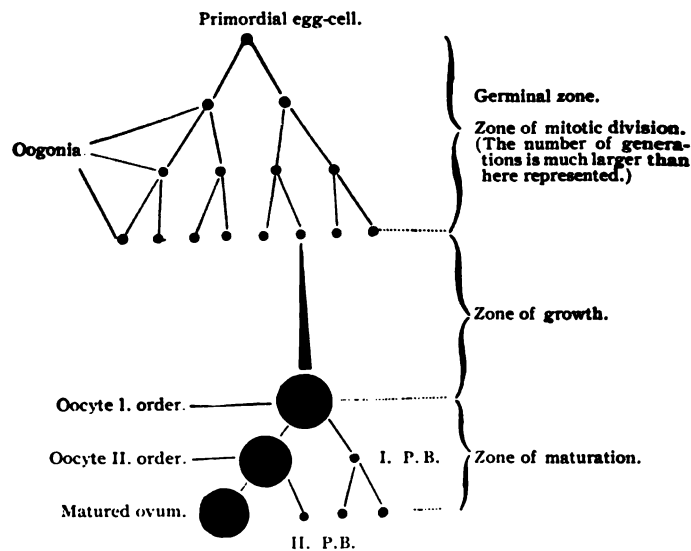 Primordial egg-cell.
Germinal zone.
Zone of mitotic division.
(The number of genera-
tions is much larger than
here represented.)
Oogonia
Zone of growth.
Oocyte I. order.
Oocyte II. order.
I. P. B.
Zone of maturation.
Matured ovum.
II. P.B.